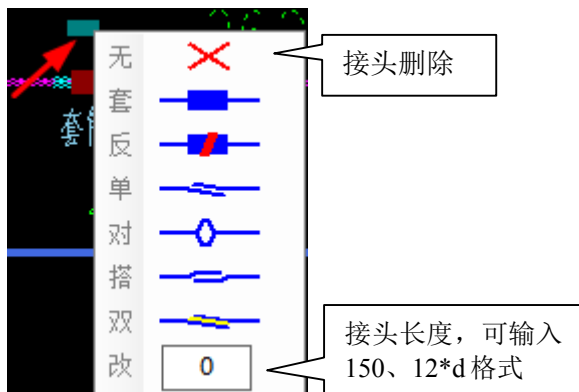 无
接头删除
套
套
反
单
对
搭
双
接头长度，可输入
改 0
150、12*d 格式